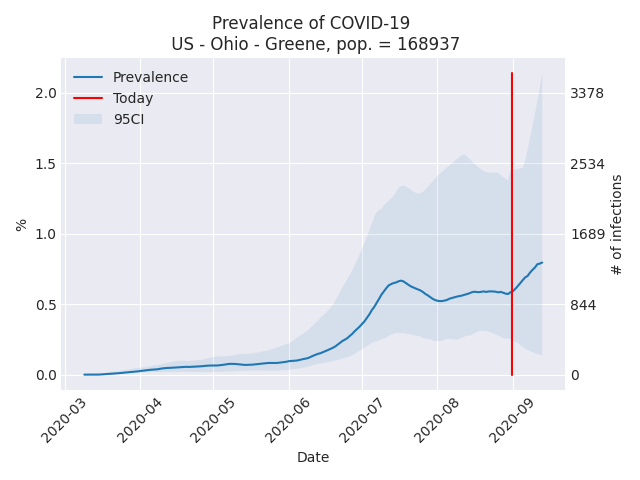 Prevalence of COVID-19
US - Ohio - Greene, pop. = 168937
Prevalence
Today
95CI
2.0
1.5
1.0
0.5
0.0
%
3378
2534
1689
844
0
# of infections
2020-03
2020-04
2020-05
2020-06
2020-07
2020-08
2020-09
Date